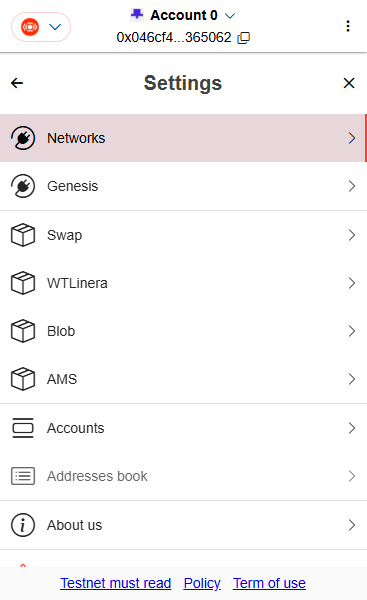 Account 0
0x046cf4...365062
Settings
Networks
Genesis
Swap
WTLinera
Blob
AMS
Accounts
Addresses book
About us
Testnet must read Policy Term of use